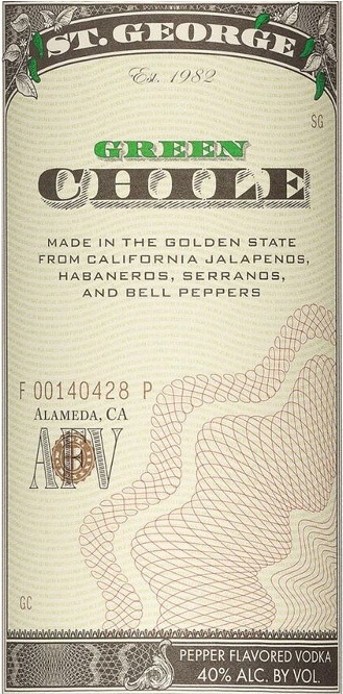 ST. GEORGE
Est. 1982
SG
GREEN
CHILE
MADE IN THE GOLDEN STATE
FROM CALIFORNIA JALAPENOS,
HABANEROS, SERRANOS,
AND BELL PEPPERS
F 00140428 P
ALAMEDA, CA
AFV
GC
PEPPER FLAVORED VODKA
40% ALC. BY VOL.